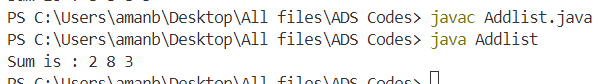 PS C:\Users\amanb\Desktop\All files\ADS Codes> javac Addlist.java
PS C:\Users\amanb\Desktop\All files\ADS Codes> java Addlist
Sum is : 2 8 3
PS C:\Users\amanb\Desktop\All files\ADS Codes>